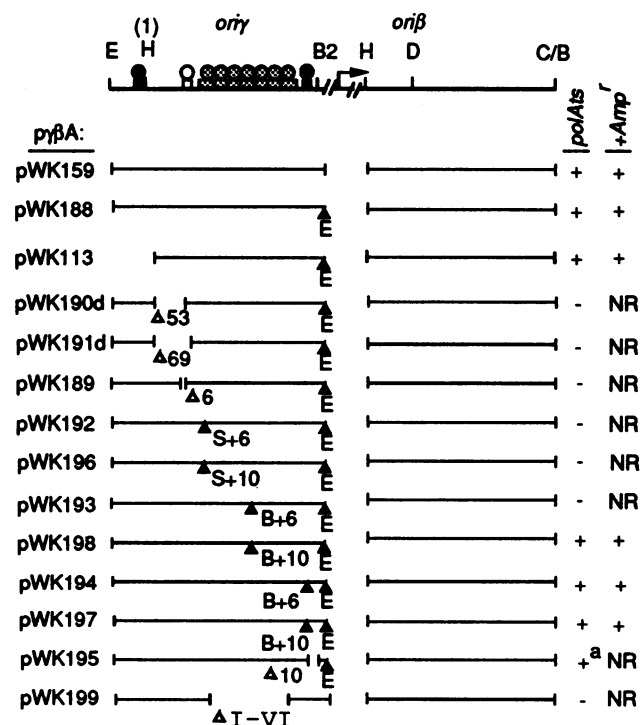 (1) oriγ oriβ
E H B2 H D C/B
pγβA: polAts +Ampʳ
pWK159 + +
pWK188 E + +
pWK113 E + +
pWK190d Δ53 E - NR
pWK191d Δ69 E - NR
pWK189 Δ6 E - NR
pWK192 S+6 E - NR
pWK196 S+10 E - NR
pWK193 B+6 E - NR
pWK198 B+10 E + +
pWK194 B+6 E + +
pWK197 B+10 E + +
pWK195 Δ10 E +ᵃ NR
pWK199 Δ I-VI - NR